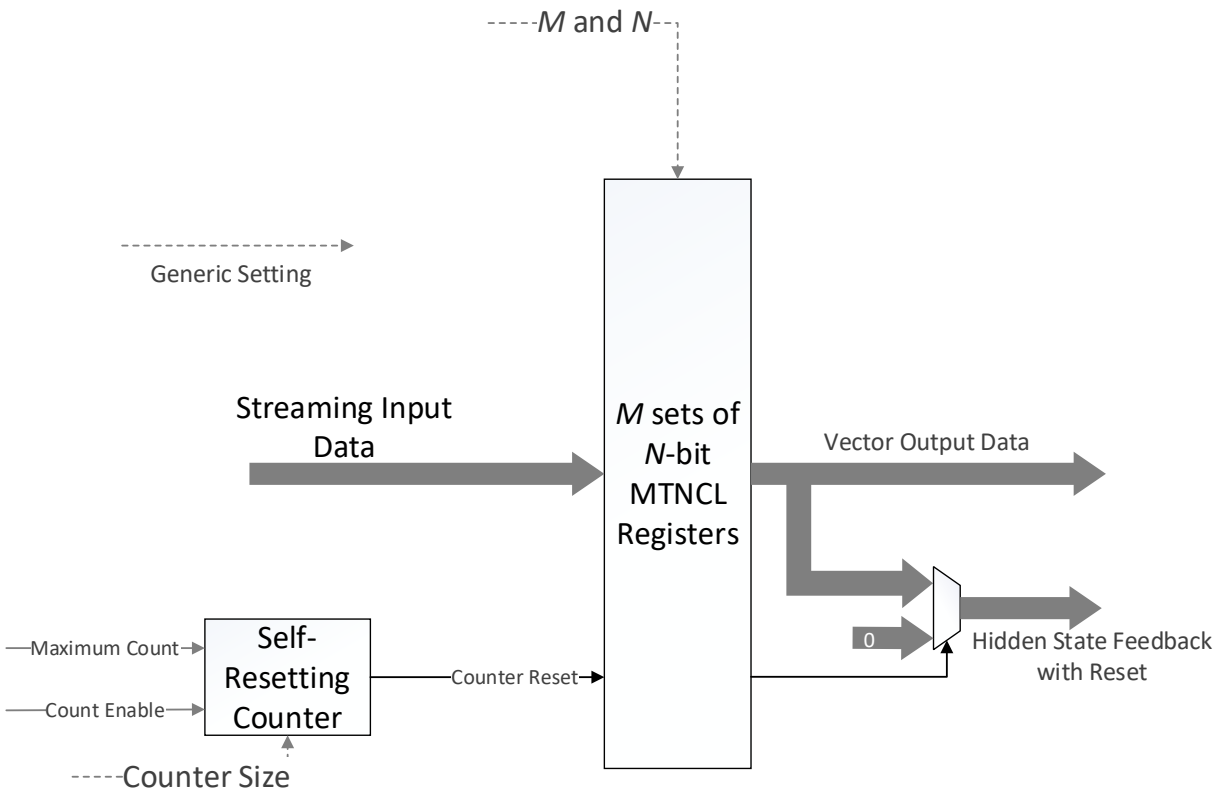 M and N
Generic Setting
Streaming Input
Data
M sets of
N-bit
MTNCL
Registers
Vector Output Data
0
Hidden State Feedback
with Reset
Maximum Count
Count Enable
Self-
Resetting
Counter
Counter Reset
Counter Size